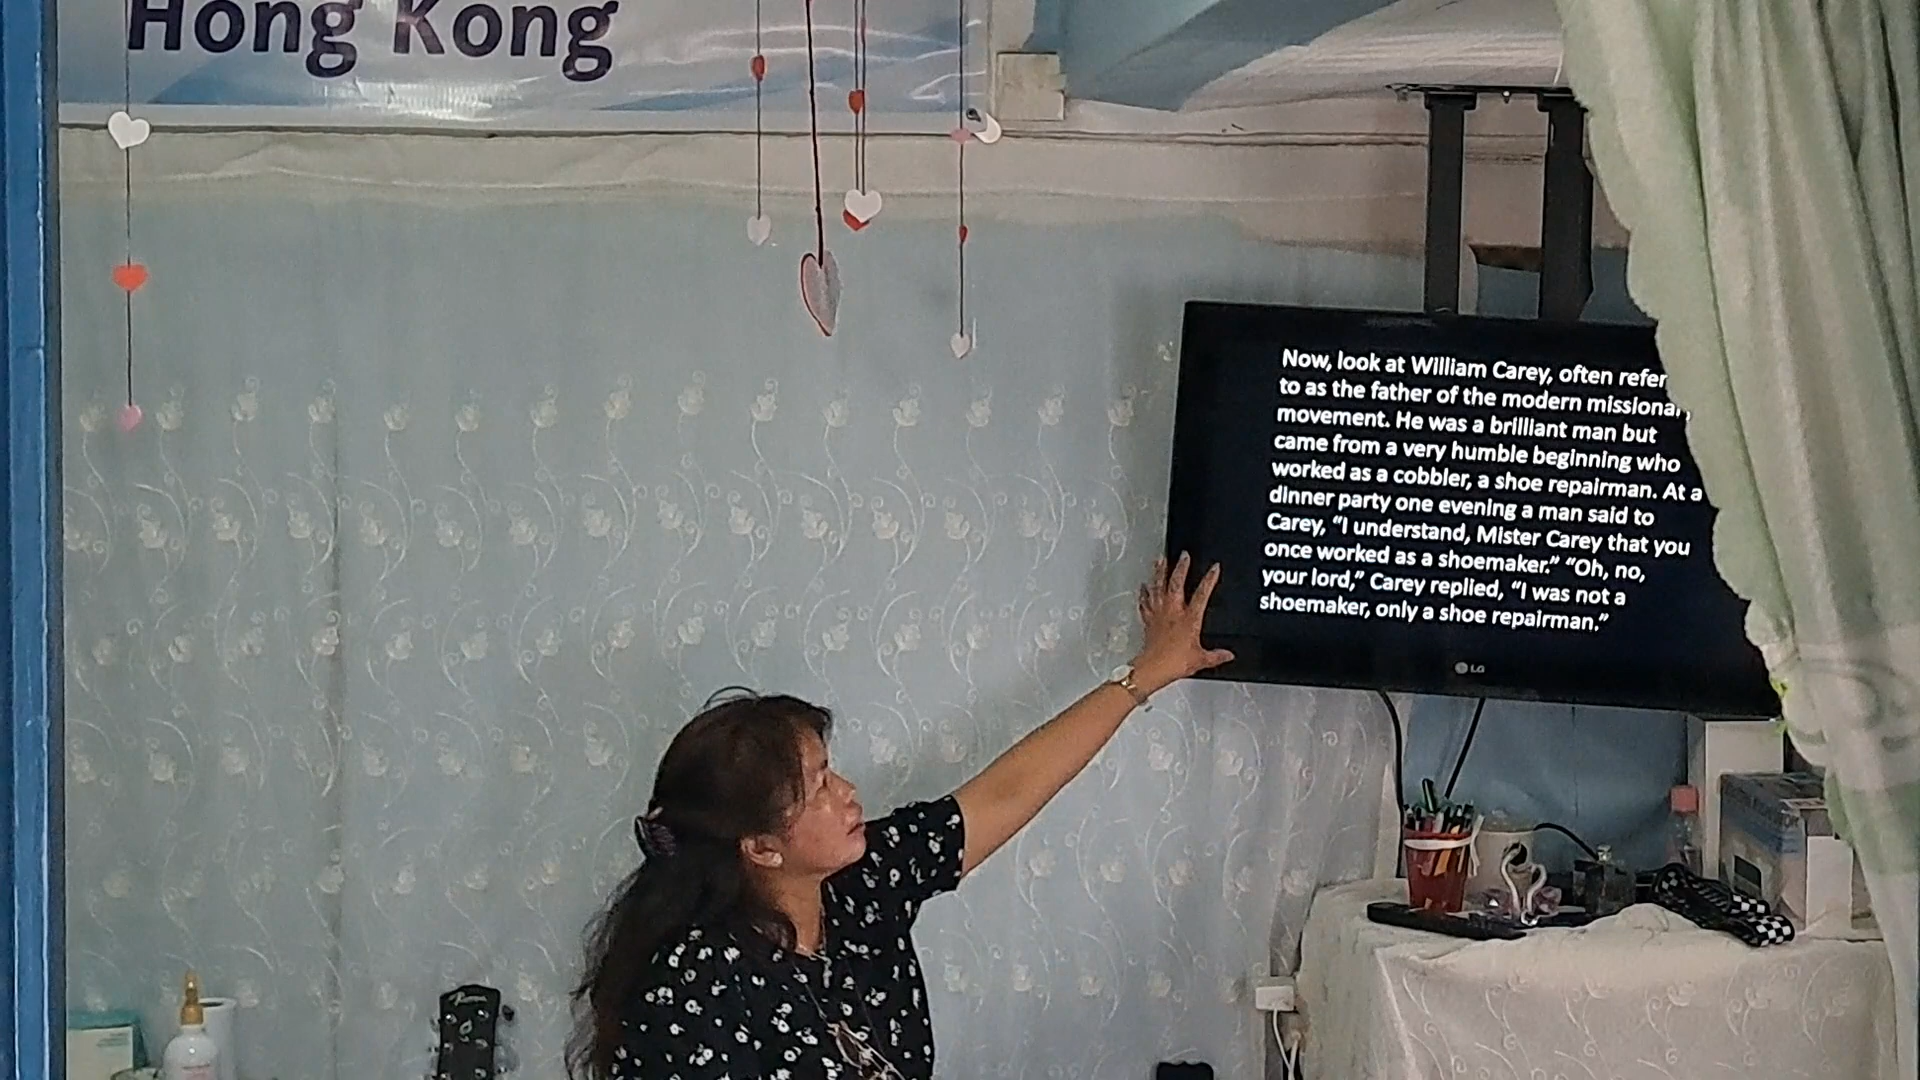 Hong Kong
Now, look at William Carey, often refer
to as the father of the modern missionar
movement. He was a brilliant man but
came from a very humble beginning who
worked as a cobbler, a shoe repairman. At a
dinner party one evening a man said to
Carey, “I understand, Mister Carey that you
once worked as a shoemaker.” “Oh, no,
your lord,” Carey replied, “I was not a
shoemaker, only a shoe repairman.”
LG